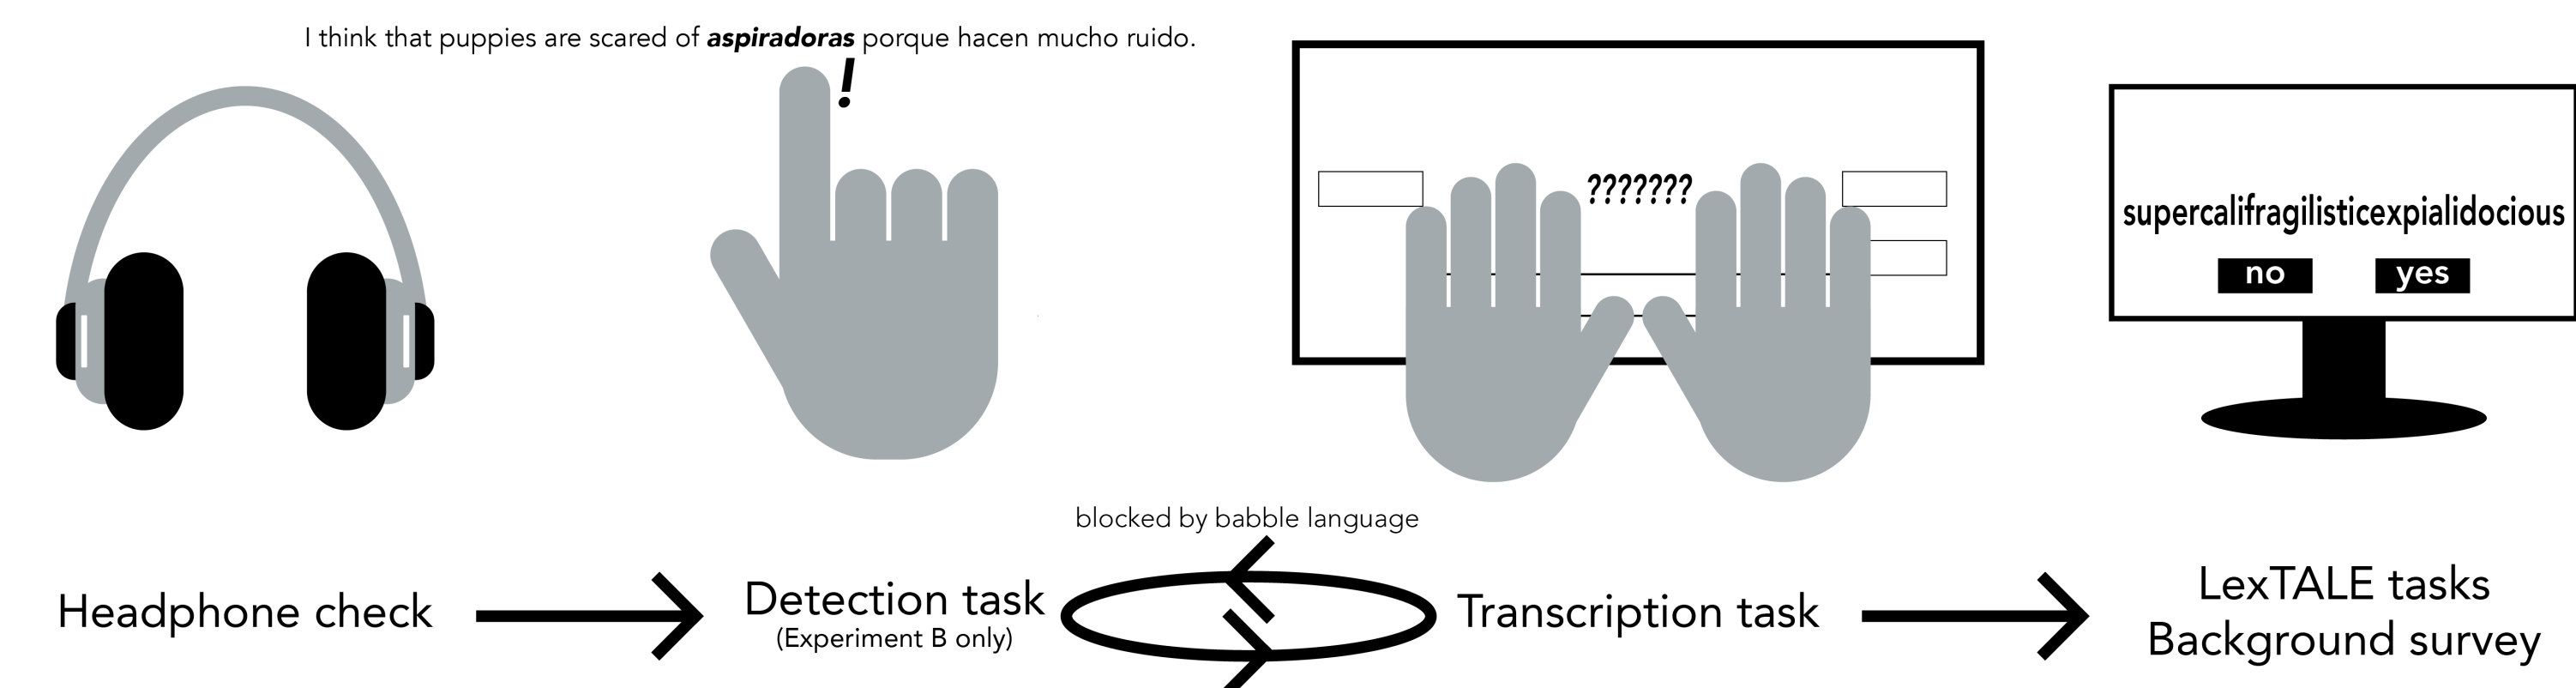 I think that puppies are scared of aspiradoras porque hacen mucho ruido.
!
???????
supercalifragilisticexpialidocious
no yes
blocked by babble language
Headphone check
Detection task
(Experiment B only)
Transcription task
LexTALE tasks
Background survey